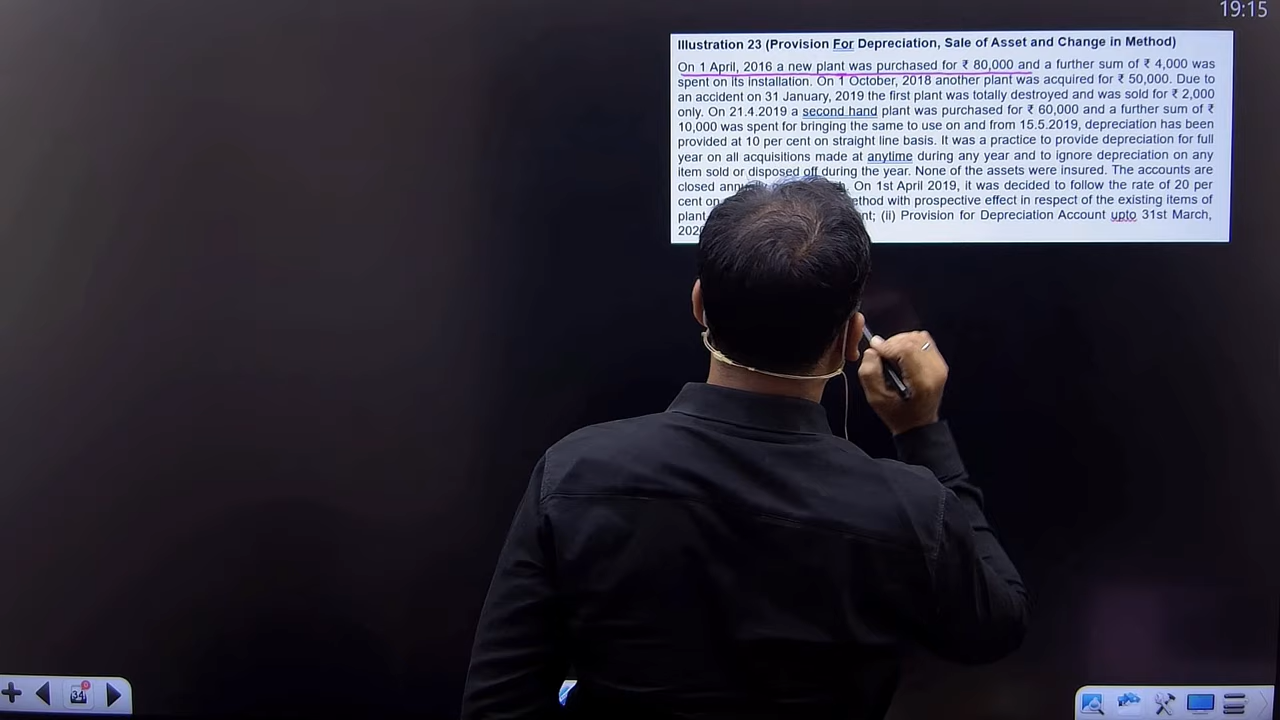 19:15
Illustration 23 (Provision For Depreciation, Sale of Asset and Change in Method)
On 1 April, 2016 a new plant was purchased for ₹ 80,000 and a further sum of ₹ 4,000 was
spent on its installation. On 1 October, 2018 another plant was acquired for ₹ 50,000. Due to
an accident on 31 January, 2019 the first plant was totally destroyed and was sold for ₹ 2,000
only. On 21.4.2019 a second hand plant was purchased for ₹ 60,000 and a further sum of ₹
10,000 was spent for bringing the same to use on and from 15.5.2019, depreciation has been
provided at 10 per cent on straight line basis. It was a practice to provide depreciation for full
year on all acquisitions made at anytime during any year and to ignore depreciation on any
item sold or disposed off during the year. None of the assets were insured. The accounts are
closed On 1st April 2019, it was decided to follow the rate of 20 per
cent on with prospective effect in respect of the existing items of
plant (ii) Provision for Depreciation Account upto 31st March,
34